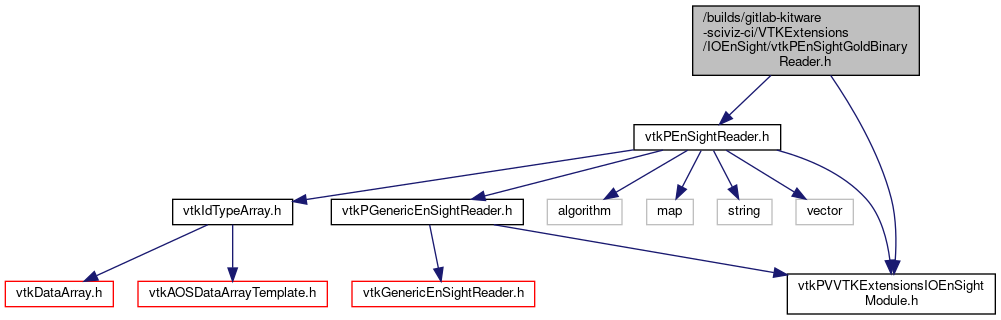 /builds/gitlab-kitware
-sciviz-ci/VTKExtensions
/IOEnSight/vtkPEnSightGoldBinary
Reader.h
vtkPEnSightReader.h
vtkIdTypeArray.h
vtkPGenericEnSightReader.h
algorithm
map
string
vector
vtkDataArray.h
vtkAOSDataArrayTemplate.h
vtkGenericEnSightReader.h
vtkPVVTKExtensionsIOEnSight
Module.h